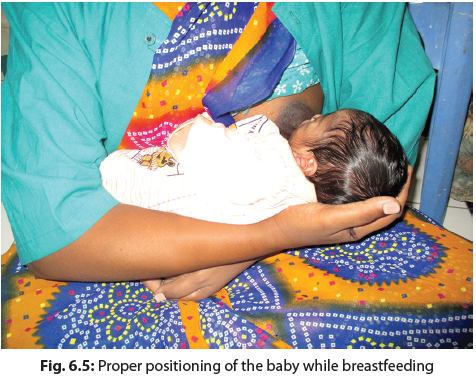 Fig. 6.5: Proper positioning of the baby while breastfeeding